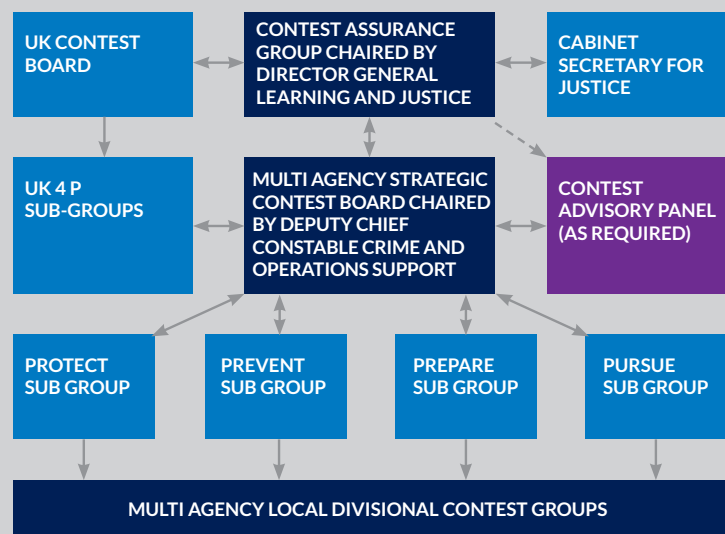 UK CONTEST
BOARD
CONTEST ASSURANCE
GROUP CHAIRED BY
DIRECTOR GENERAL
LEARNING AND JUSTICE
CABINET
SECRETARY FOR
JUSTICE
UK 4 P
SUB-GROUPS
MULTI AGENCY STRATEGIC
CONTEST BOARD CHAIRED
BY DEPUTY CHIEF
CONSTABLE CRIME AND
OPERATIONS SUPPORT
CONTEST
ADVISORY PANEL
(AS REQUIRED)
PROTECT
SUB GROUP
PREVENT
SUB GROUP
PREPARE
SUB GROUP
PURSUE
SUB GROUP
MULTI AGENCY LOCAL DIVISIONAL CONTEST GROUPS